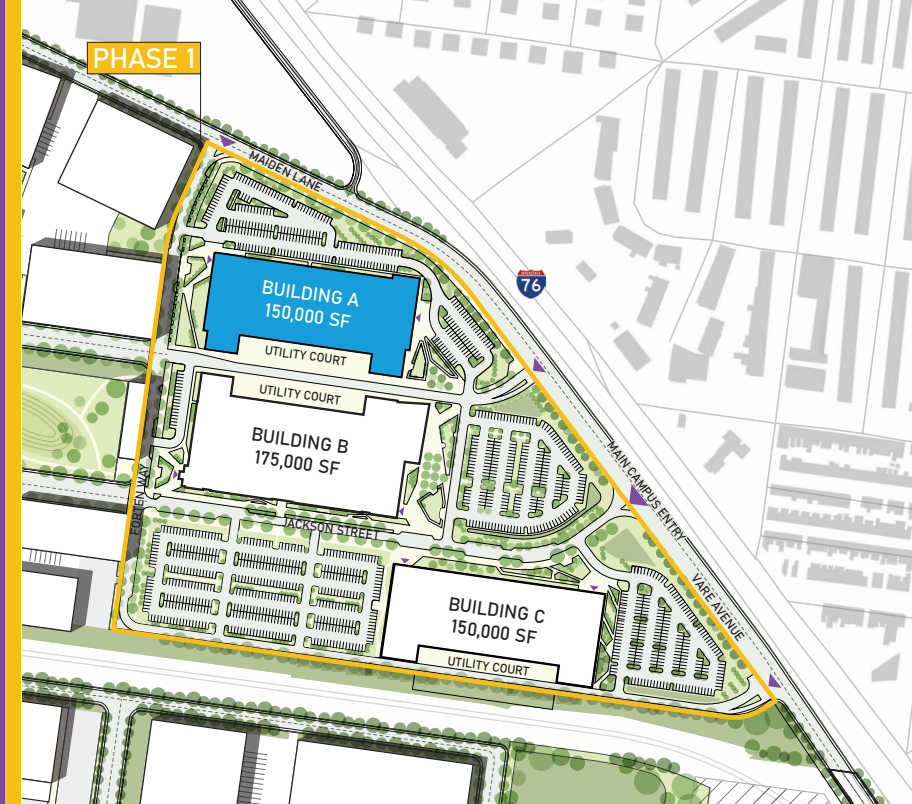 PHASE 1
MAIDEN LANE
76
BUILDING A
150,000 SF
UTILITY COURT
UTILITY COURT
BUILDING B
175,000 SF
MAIN CAMPUS ENTRY
FORTEN WAY
JACKSON STREET
VARE AVENUE
BUILDING C
150,000 SF
UTILITY COURT